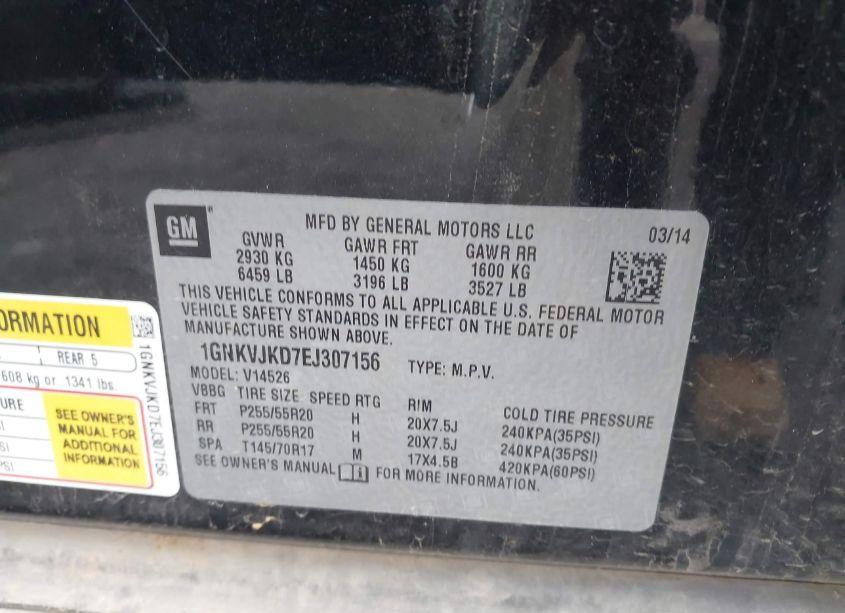 GM
MFD BY GENERAL MOTORS LLC
03/14
GVWR GAWR FRT GAWR RR
2930 KG 1450 KG 1600 KG
6459 LB 3196 LB 3527 LB
THIS VEHICLE CONFORMS TO ALL APPLICABLE U.S. FEDERAL MOTOR
VEHICLE SAFETY STANDARDS IN EFFECT ON THE DATE OF
MANUFACTURE SHOWN ABOVE.
1GNKVJKD7EJ307156 TYPE: M.P.V.
MODEL: V14526
VBBG TIRE SIZE SPEED RTG RIM COLD TIRE PRESSURE
FRT P255/55R20 H 20X7.5J 240KPA(35PSI)
RR P255/55R20 H 20X7.5J 240KPA(35PSI)
SPA T145/70R17 M 17X4.5B 420KPA(60PSI)
SEE OWNER'S MANUAL FOR MORE INFORMATION.
ORMATION
REAR 5
608 kg or 1341 lbs.
SEE OWNER'S
MANUAL FOR
ADDITIONAL
INFORMATION
1GNKVJKD7EJ307156